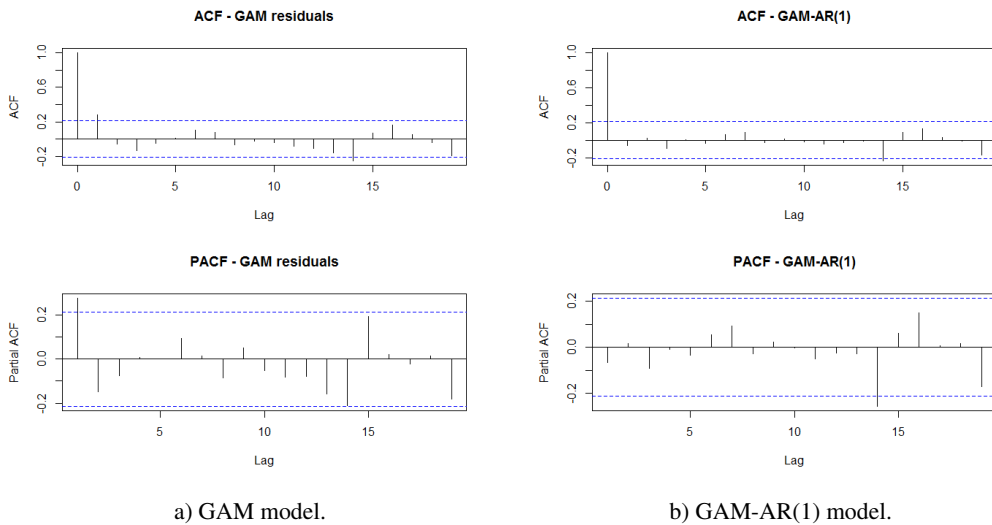 ACF - GAM residuals
ACF
1.0
0.6
0.2
-0.2
0 5 10 15
Lag
PACF - GAM residuals
Partial ACF
0.2
0.0
-0.2
5 10 15
Lag
a) GAM model.
ACF - GAM-AR(1)
ACF
1.0
0.6
0.2
-0.2
0 5 10 15
Lag
PACF - GAM-AR(1)
Partial ACF
0.2
0.0
-0.2
5 10 15
Lag
b) GAM-AR(1) model.